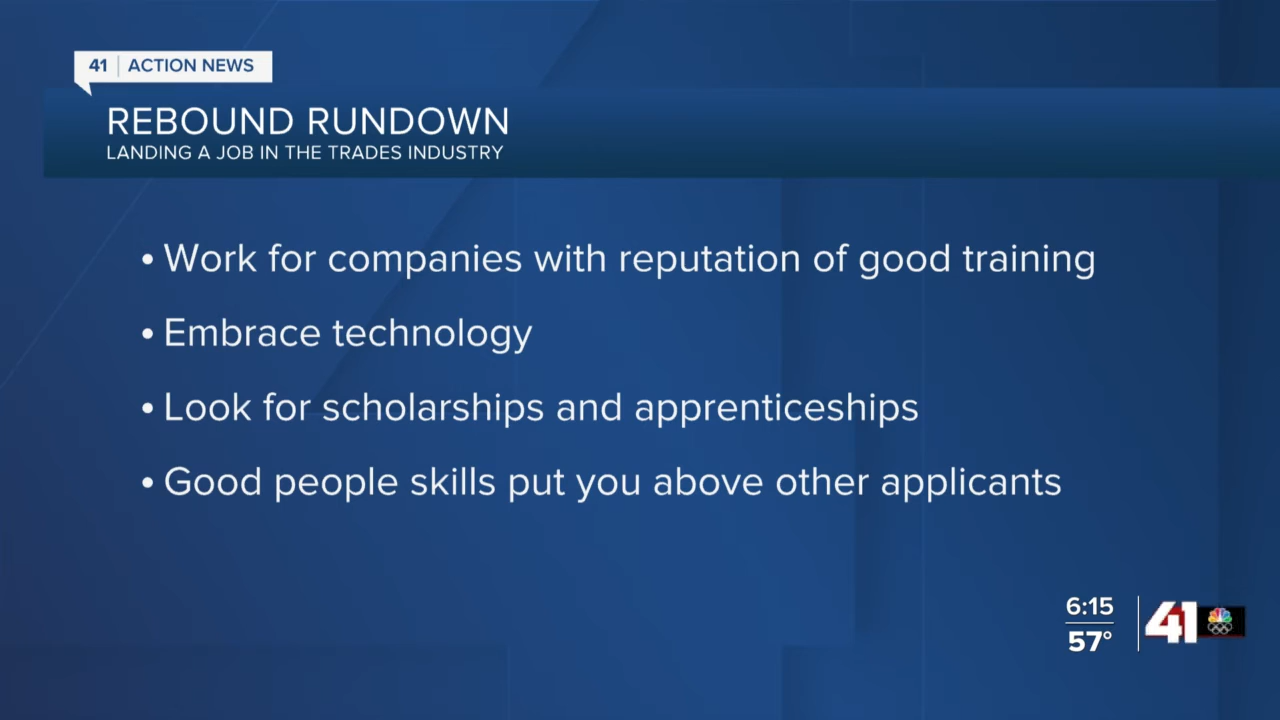 41 | ACTION NEWS
REBOUND RUNDOWN
LANDING A JOB IN THE TRADES INDUSTRY
• Work for companies with reputation of good training
• Embrace technology
• Look for scholarships and apprenticeships
• Good people skills put you above other applicants
6:15
57°
41